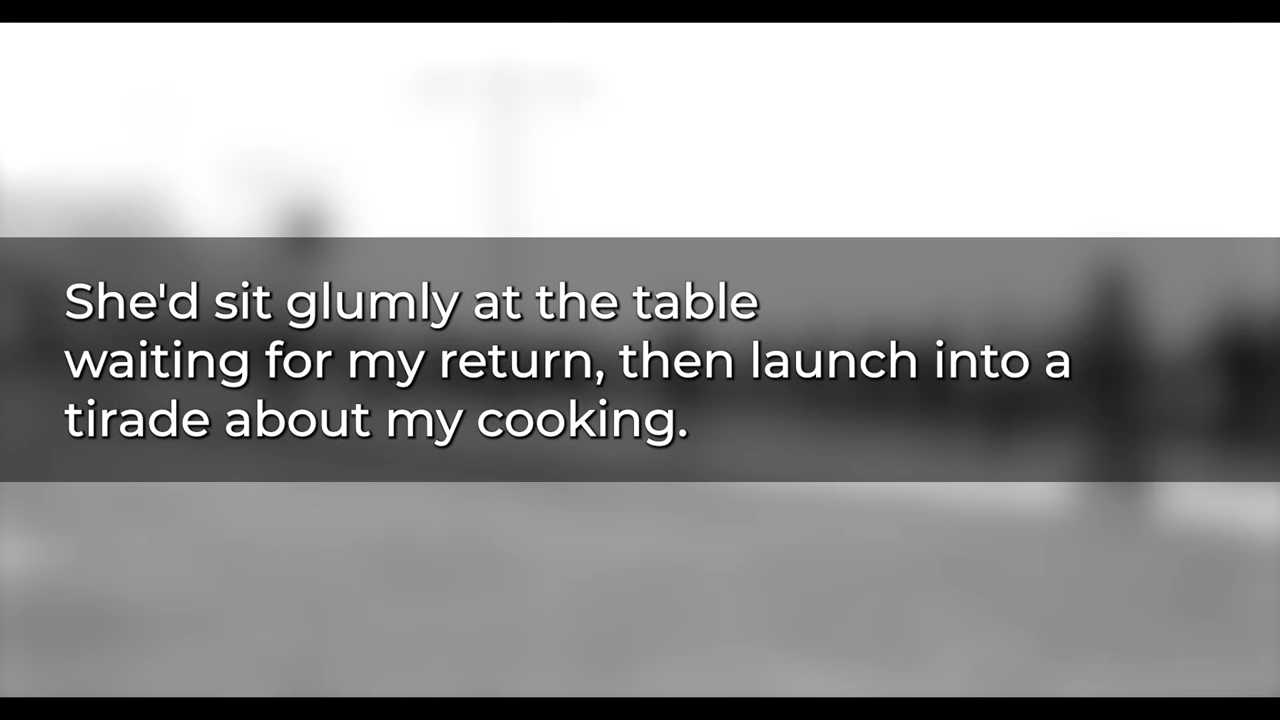 She'd sit glumly at the table
waiting for my return, then launch into a
tirade about my cooking.